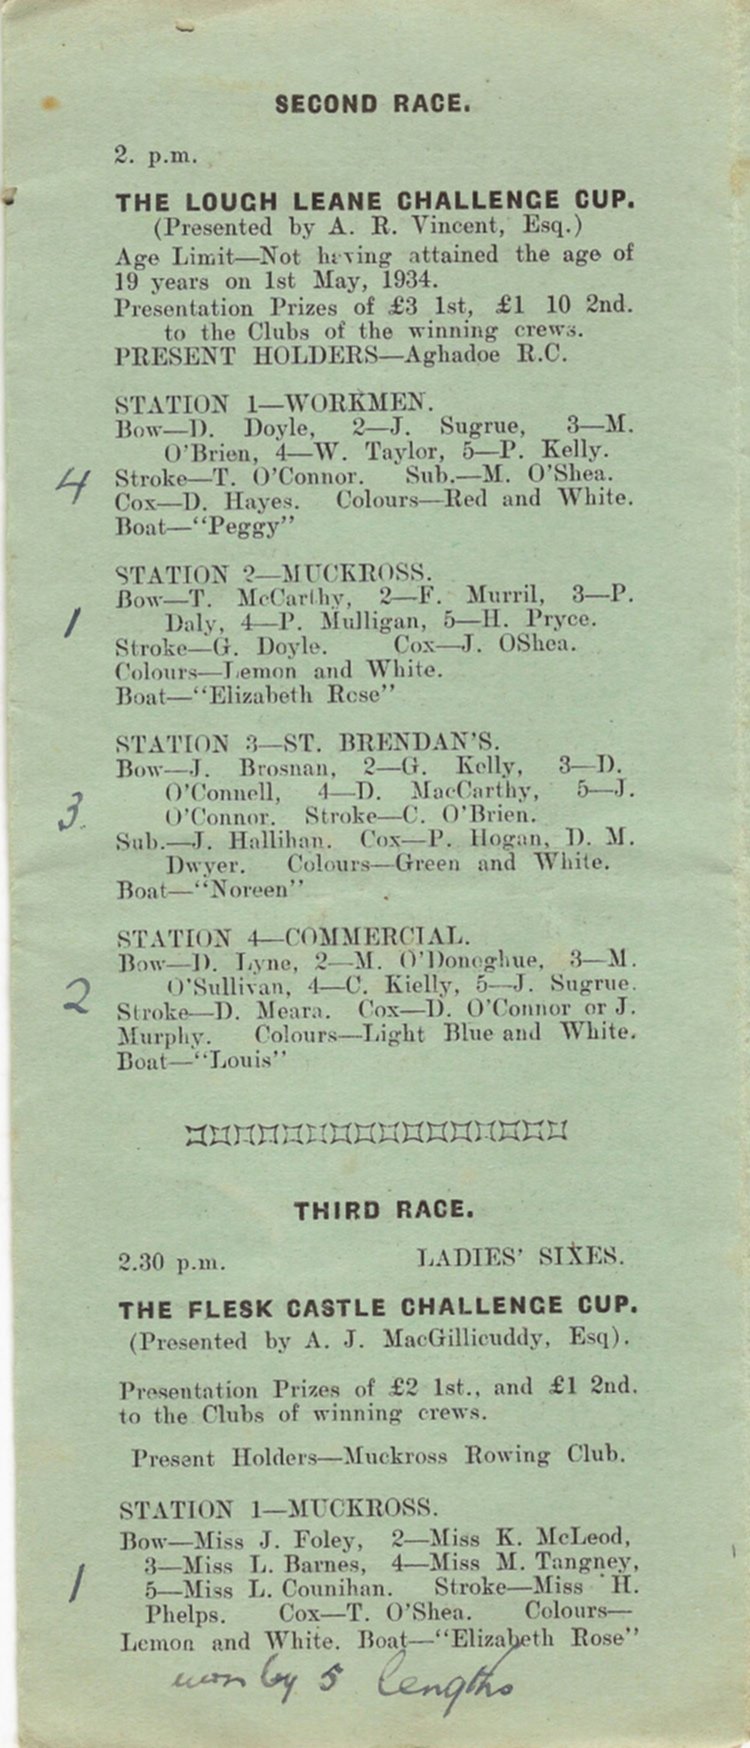 SECOND RACE.
2. p.m.
THE LOUGH LEANE CHALLENGE CUP.
(Presented by A. R. Vincent, Esq.)
Age Limit—Not having attained the age of
19 years on 1st May, 1934.
Presentation Prizes of £3 1st, £1 10 2nd.
to the Clubs of the winning crews.
PRESENT HOLDERS—Aghadoe R.C.
STATION 1—WORKMEN.
Bow—D. Doyle, 2—J. Sugrue, 3—M.
O'Brien, 4—W. Taylor, 5—P. Kelly.
4 Stroke—T. O'Connor. Sub.—M. O'Shea.
Cox—D. Hayes. Colours—Red and White.
Boat—"Peggy"
STATION 2—MUCKROSS.
Bow—T. McCarthy, 2—F. Murril, 3—P.
1 Daly, 4—P. Mulligan, 5—H. Pryce.
Stroke—G. Doyle. Cox—J. OShea.
Colours—Lemon and White.
Boat—"Elizabeth Rose"
STATION 3—ST. BRENDAN'S.
Bow—J. Brosnan, 2—G. Kelly, 3—D.
O'Connell, 4—D. MacCarthy, 5—J.
3. O'Connor. Stroke—C. O'Brien.
Sub.—J. Hallihan. Cox—P. Hogan, D. M.
Dwyer. Colours—Green and White.
Boat—"Noreen"
STATION 4—COMMERCIAL.
Bow—D. Lyne, 2—M. O'Donoghue, 3—M.
O'Sullivan, 4—C. Kielly, 5—J. Sugrue.
2 Stroke—D. Meara. Cox—D. O'Connor or J.
Murphy. Colours—Light Blue and White.
Boat—"Louis"
THIRD RACE.
2.30 p.m. LADIES' SIXES.
THE FLESK CASTLE CHALLENGE CUP.
(Presented by A. J. MacGillicuddy, Esq).
Presentation Prizes of £2 1st., and £1 2nd.
to the Clubs of winning crews.
Present Holders—Muckross Rowing Club.
STATION 1—MUCKROSS.
Bow—Miss J. Foley, 2—Miss K. McLeod,
3—Miss L. Barnes, 4—Miss M. Tangney,
1 5—Miss L. Counihan. Stroke—Miss H.
Phelps. Cox—T. O'Shea. Colours—
Lemon and White. Boat—"Elizabeth Rose"
won by 5 lengths